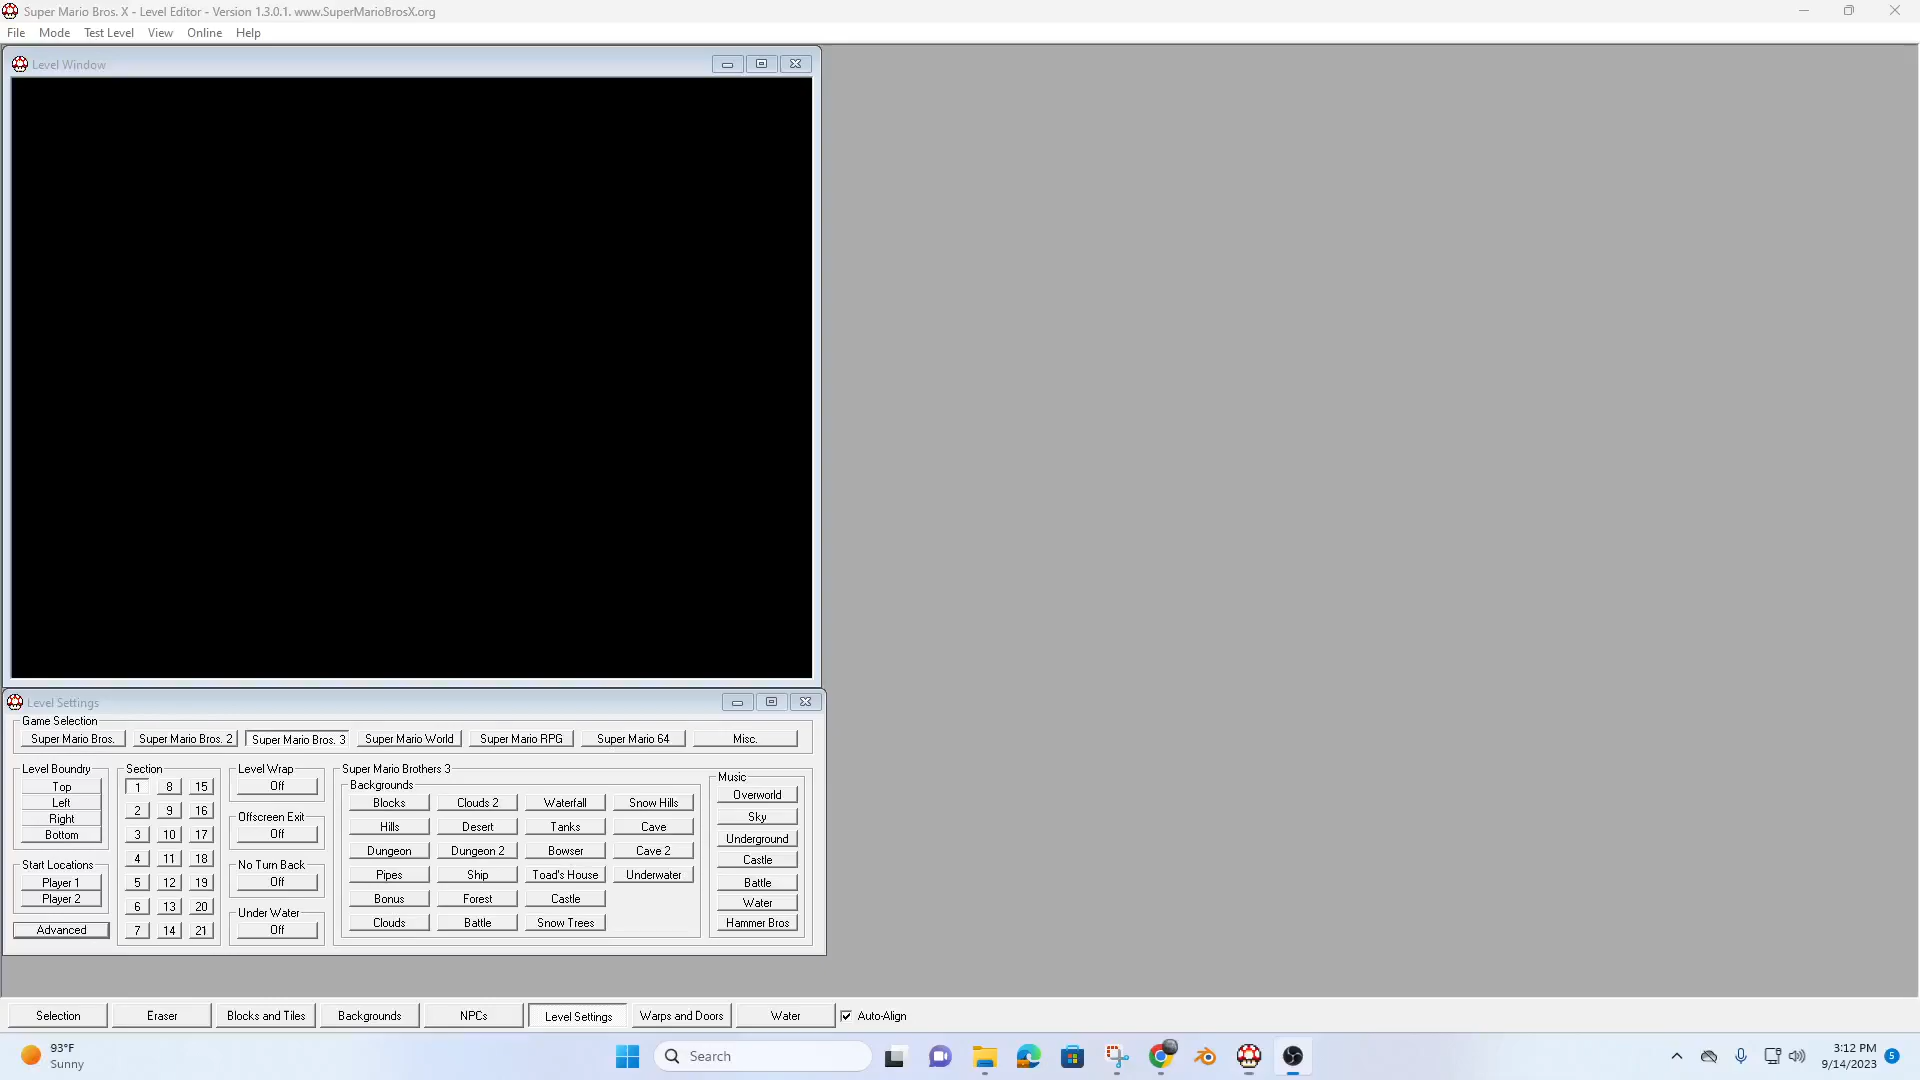 Super Mario Bros. X - Level Editor - Version 1.3.0.1. www.SuperMarioBrosX.org
File Mode Test Level View Online Help
Level Window
Level Settings
Game Selection
Super Mario Bros. Super Mario Bros. 2 Super Mario Bros. 3 Super Mario World Super Mario RPG Super Mario 64 Misc.
Level Boundry
Top
Left
Right
Bottom
Start Locations
Player 1
Player 2
Advanced
Section
1 8 15
2 9 16
3 10 17
4 11 18
5 12 19
6 13 20
7 14 21
Level Wrap
Off
Offscreen Exit
Off
No Turn Back
Off
Under Water
Off
Super Mario Brothers 3
Backgrounds
Blocks Clouds 2 Waterfall Snow Hills
Hills Desert Tanks Cave
Dungeon Dungeon 2 Bowser Cave 2
Pipes Ship Toad's House Underwater
Bonus Forest Castle
Clouds Battle Snow Trees
Music
Overworld
Sky
Underground
Castle
Battle
Water
Hammer Bros
Selection Eraser Blocks and Tiles Backgrounds NPCs Level Settings Warps and Doors Water Auto-Align
93°F
Sunny
Search
3:12 PM
9/14/2023
5